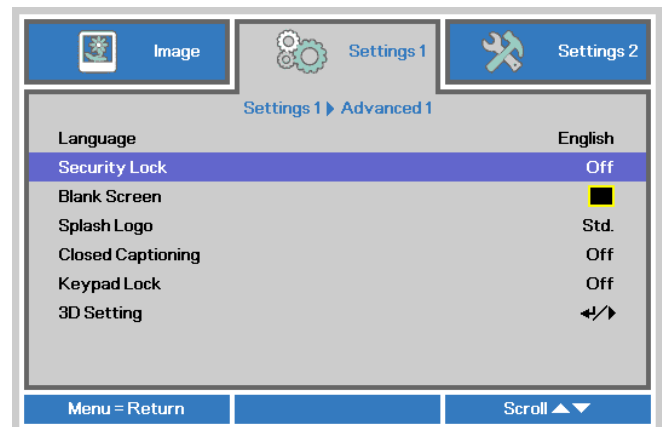 Image Settings 1 Settings 2
Settings 1 ▶ Advanced 1
Language English
Security Lock Off
Blank Screen
Splash Logo Std.
Closed Captioning Off
Keypad Lock Off
3D Setting ↵/▶
Menu = Return Scroll ▲▼